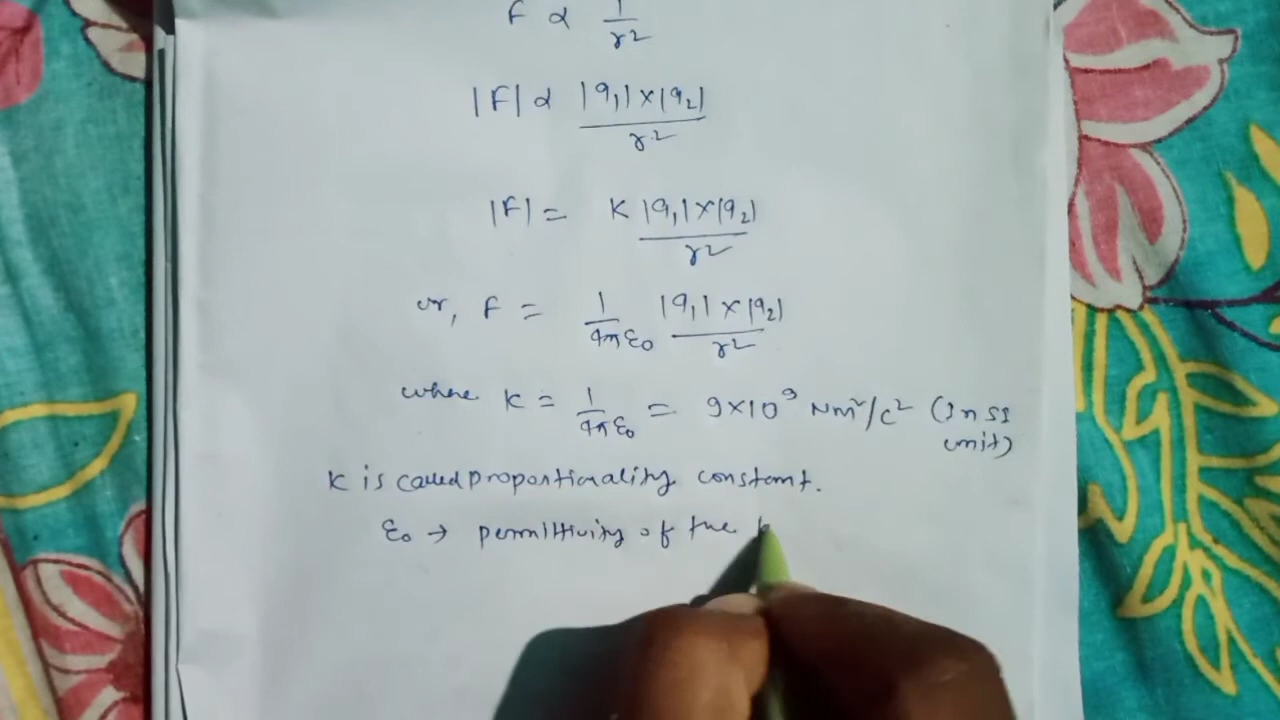 F ∝ 1/r²
|F| ∝ |q₁|×|q₂|/r²
|F| = K |q₁|×|q₂|/r²
or, F = 1/4πε₀ |q₁|×|q₂|/r²
where K = 1/4πε₀ = 9×10⁹ Nm²/C² (In SI
unit)
K is called proportionality constant.
ε₀ → permittivity of the